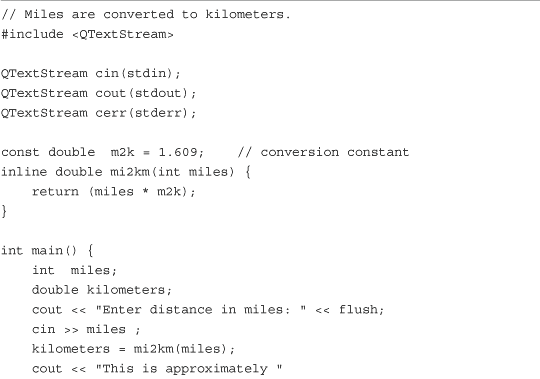 // Miles are converted to kilometers.
#include <QTextStream>

QTextStream cin(stdin);
QTextStream cout(stdout);
QTextStream cerr(stderr);

const double  m2k = 1.609;    // conversion constant
inline double mi2km(int miles) {
    return (miles * m2k);
}

int main() {
    int  miles;
    double kilometers;
    cout << "Enter distance in miles: " << flush;
    cin >> miles ;
    kilometers = mi2km(miles);
    cout << "This is approximately "